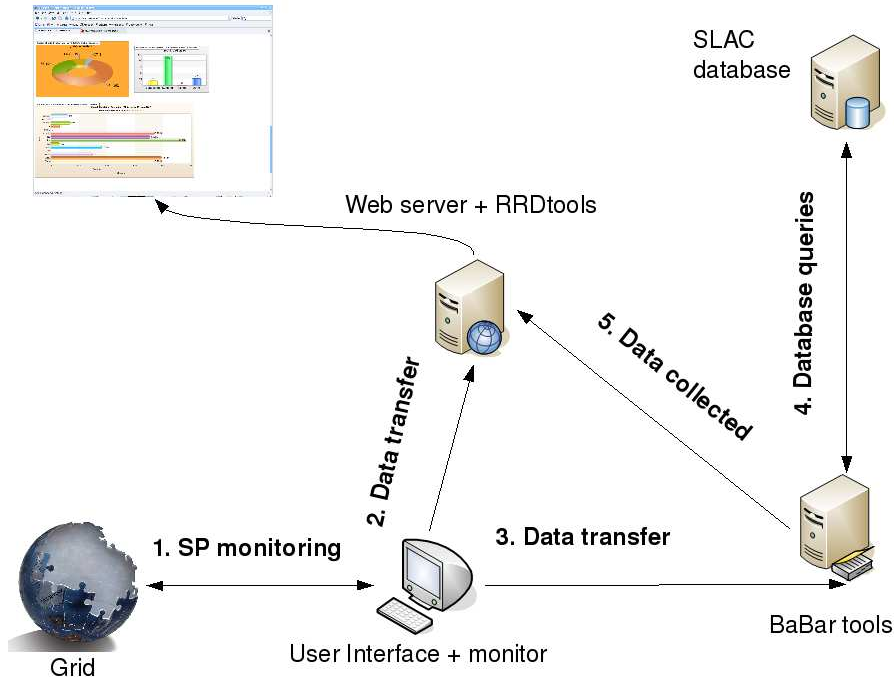 SLAC
database
Web server + RRDtools
4. Database queries
5. Data collected
2. Data transfer
1. SP monitoring
3. Data transfer
Grid
User Interface + monitor
BaBar tools